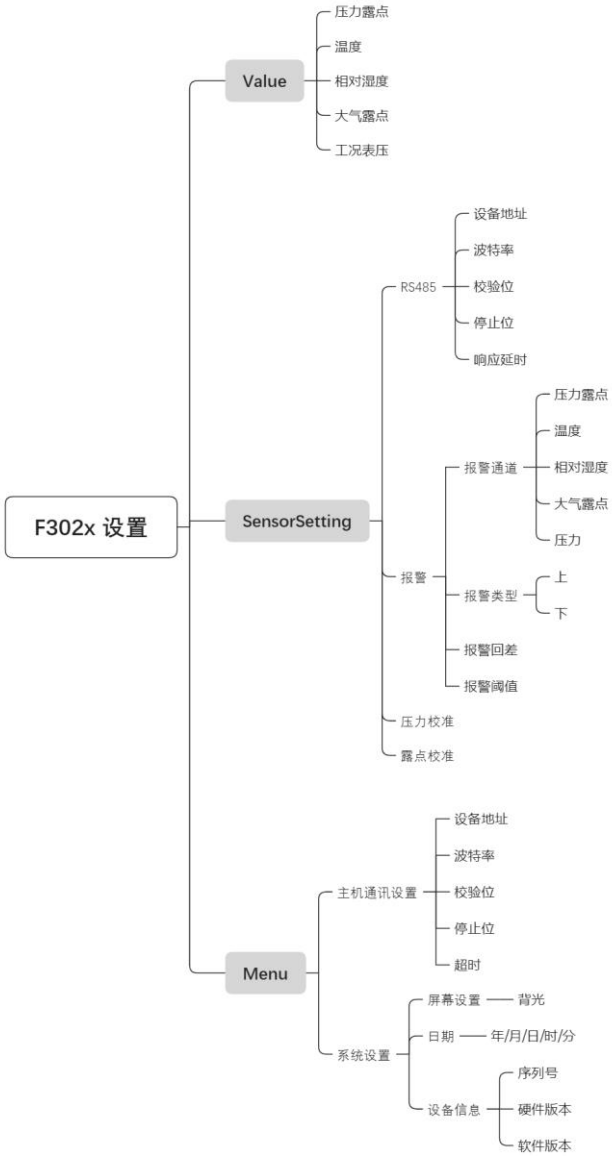 F302x 设置
Value
压力露点
温度
相对湿度
大气露点
工况表压
SensorSetting
RS485
设备地址
波特率
校验位
停止位
响应延时
报警
报警通道
压力露点
温度
相对湿度
大气露点
压力
报警类型
上
下
报警回差
报警阈值
压力校准
露点校准
Menu
主机通讯设置
设备地址
波特率
校验位
停止位
超时
系统设置
屏幕设置
背光
日期
年/月/日/时/分
设备信息
序列号
硬件版本
软件版本